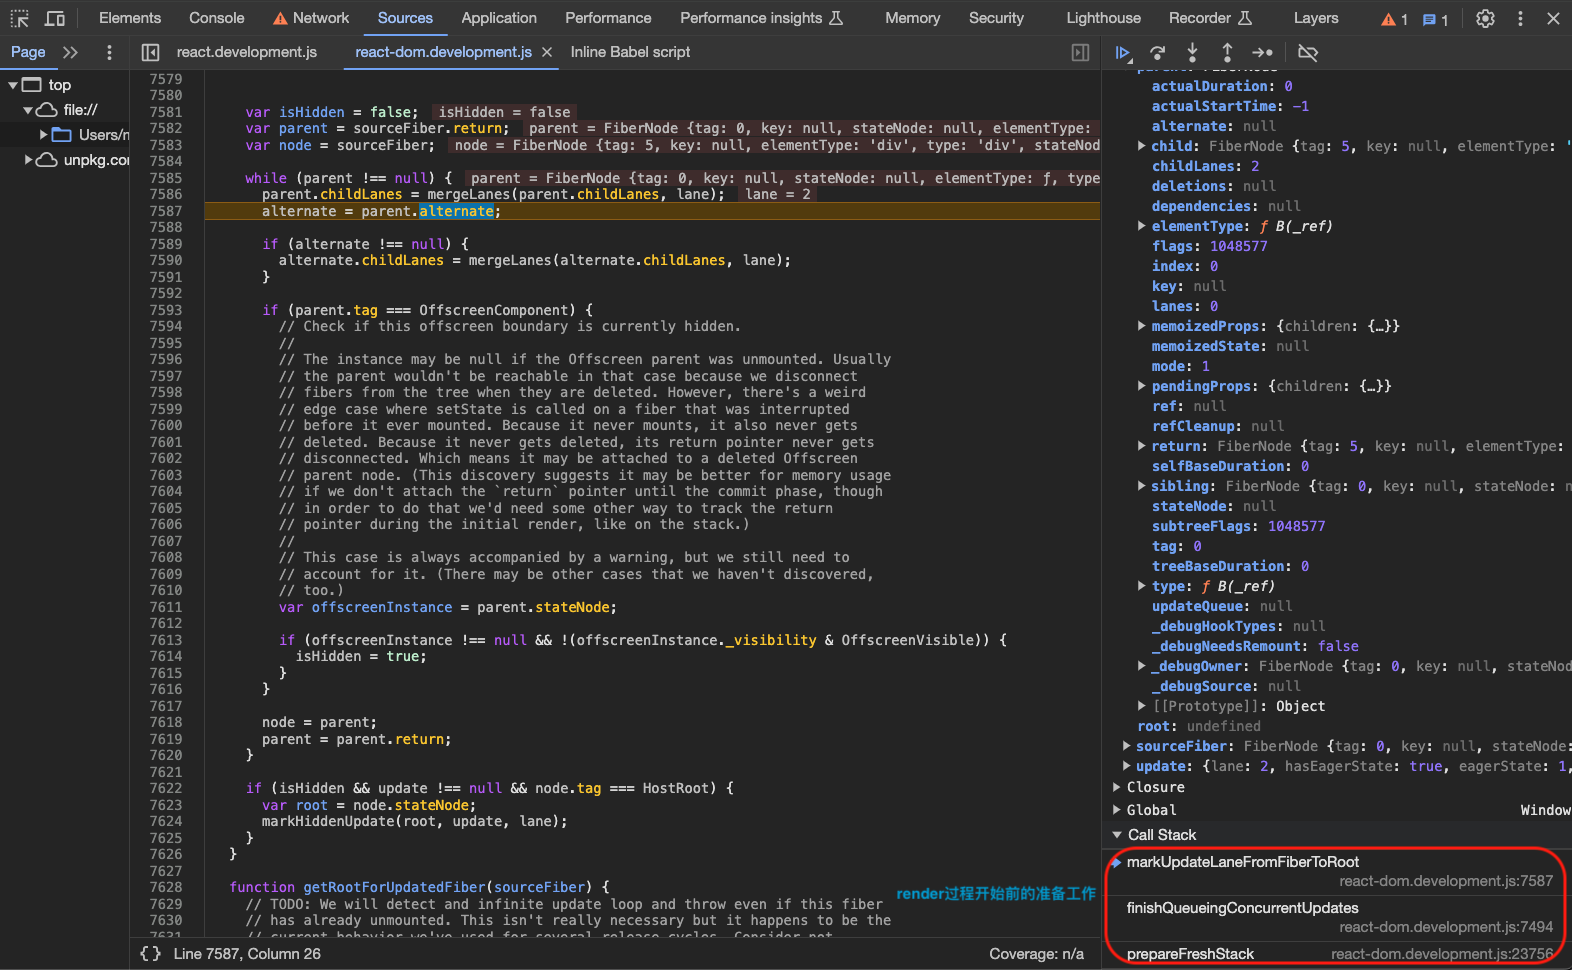 Elements Console Network Sources Application Performance Performance insights Memory Security Lighthouse Recorder Layers 1 1
Page react.development.js react-dom.development.js Inline Babel script
top
file://
Users/
unpkg.co
7579
7580
7581 var isHidden = false; isHidden = false
7582 var parent = sourceFiber.return; parent = FiberNode {tag: 0, key: null, stateNode: null, elementType:
7583 var node = sourceFiber; node = FiberNode {tag: 5, key: null, elementType: 'div', type: 'div', stateNod
7584
7585 while (parent !== null) { parent = FiberNode {tag: 0, key: null, stateNode: null, elementType: ƒ, type
7586 parent.childLanes = mergeLanes(parent.childLanes, lane); lane = 2
7587 alternate = parent.alternate;
7588
7589 if (alternate !== null) {
7590 alternate.childLanes = mergeLanes(alternate.childLanes, lane);
7591 }
7592
7593 if (parent.tag === OffscreenComponent) {
7594 // Check if this offscreen boundary is currently hidden.
7595 //
7596 // The instance may be null if the Offscreen parent was unmounted. Usually
7597 // the parent wouldn't be reachable in that case because we disconnect
7598 // fibers from the tree when they are deleted. However, there's a weird
7599 // edge case where setState is called on a fiber that was interrupted
7600 // before it ever mounted. Because it never mounts, it also never gets
7601 // deleted. Because it never gets deleted, its return pointer never gets
7602 // disconnected. Which means it may be attached to a deleted Offscreen
7603 // parent node. (This discovery suggests it may be better for memory usage
7604 // if we don't attach the `return` pointer until the commit phase, though
7605 // in order to do that we'd need some other way to track the return
7606 // pointer during the initial render, like on the stack.)
7607 //
7608 // This case is always accompanied by a warning, but we still need to
7609 // account for it. (There may be other cases that we haven't discovered,
7610 // too.)
7611 var offscreenInstance = parent.stateNode;
7612
7613 if (offscreenInstance !== null && !(offscreenInstance._visibility & OffscreenVisible)) {
7614 isHidden = true;
7615 }
7616 }
7617
7618 node = parent;
7619 parent = parent.return;
7620 }
7621
7622 if (isHidden && update !== null && node.tag === HostRoot) {
7623 var root = node.stateNode;
7624 markHiddenUpdate(root, update, lane);
7625 }
7626 }
7627
7628 function getRootForUpdatedFiber(sourceFiber) {
7629 // TODO: We will detect and infinite update loop and throw even if this fiber
7630 // has already unmounted. This isn't really necessary but it happens to be the
7631 // current behavior we've used for several release cycles. Consider not
render过程开始前的准备工作
{} Line 7587, Column 26 Coverage: n/a
parent: FiberNode
actualDuration: 0
actualStartTime: -1
alternate: null
child: FiberNode {tag: 5, key: null, elementType: '
childLanes: 2
deletions: null
dependencies: null
elementType: ƒ B(_ref)
flags: 1048577
index: 0
key: null
lanes: 0
memoizedProps: {children: {…}}
memoizedState: null
mode: 1
pendingProps: {children: {…}}
ref: null
refCleanup: null
return: FiberNode {tag: 5, key: null, elementType:
selfBaseDuration: 0
sibling: FiberNode {tag: 0, key: null, stateNode: n
stateNode: null
subtreeFlags: 1048577
tag: 0
treeBaseDuration: 0
type: ƒ B(_ref)
updateQueue: null
_debugHookTypes: null
_debugNeedsRemount: false
_debugOwner: FiberNode {tag: 0, key: null, stateNod
_debugSource: null
[[Prototype]]: Object
root: undefined
sourceFiber: FiberNode {tag: 0, key: null, stateNode:
update: {lane: 2, hasEagerState: true, eagerState: 1,
Closure
Global Window
Call Stack
markUpdateLaneFromFiberToRoot
react-dom.development.js:7587
finishQueueingConcurrentUpdates
react-dom.development.js:7494
prepareFreshStack react-dom.development.js:23756